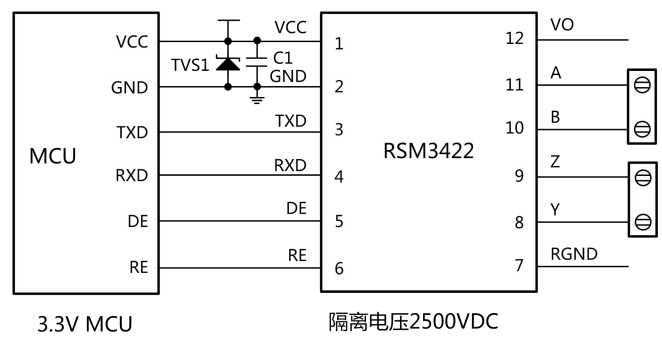 VCC VCC 1 12 VO
TVS1 C1
GND GND 2 11 A
TXD TXD 3 10 B
MCU RSM3422
RXD RXD 4 9 Z
DE DE 5 8 Y
RE RE 6 7 RGND
3.3V MCU 隔离电压2500VDC